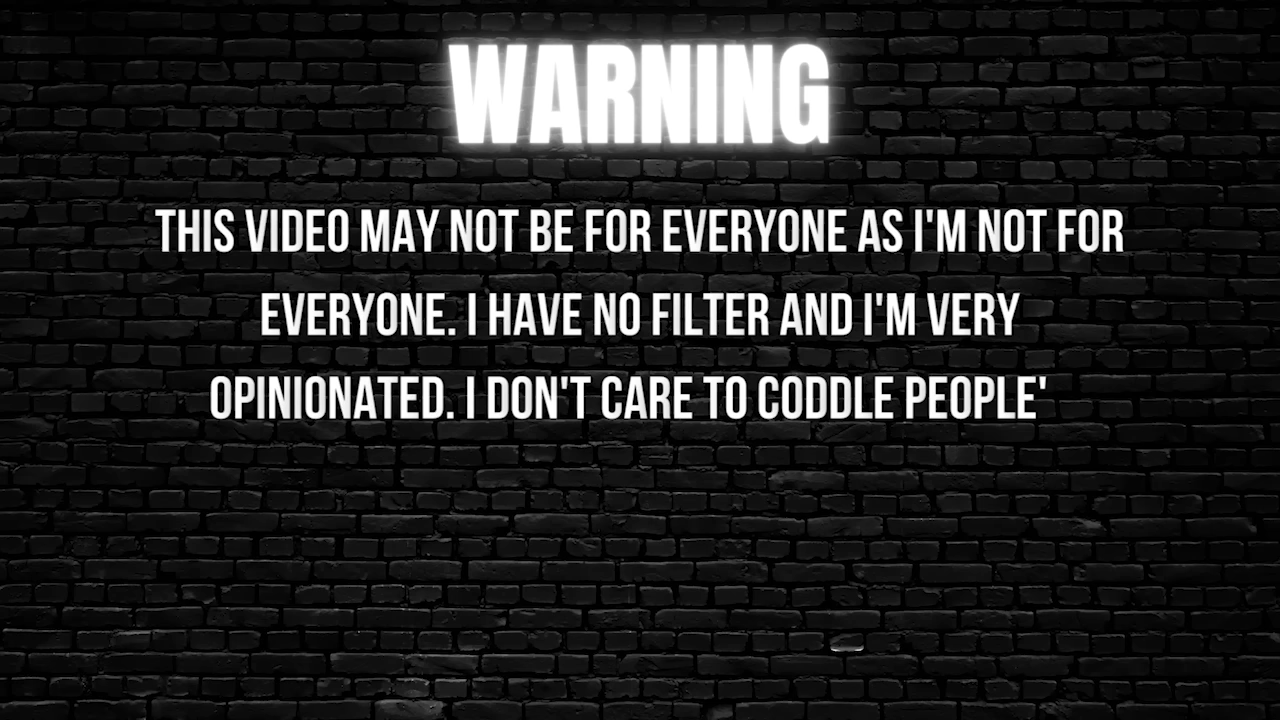 WARNING
THIS VIDEO MAY NOT BE FOR EVERYONE AS I'M NOT FOR
EVERYONE. I HAVE NO FILTER AND I'M VERY
OPINIONATED. I DON'T CARE TO CODDLE PEOPLE'